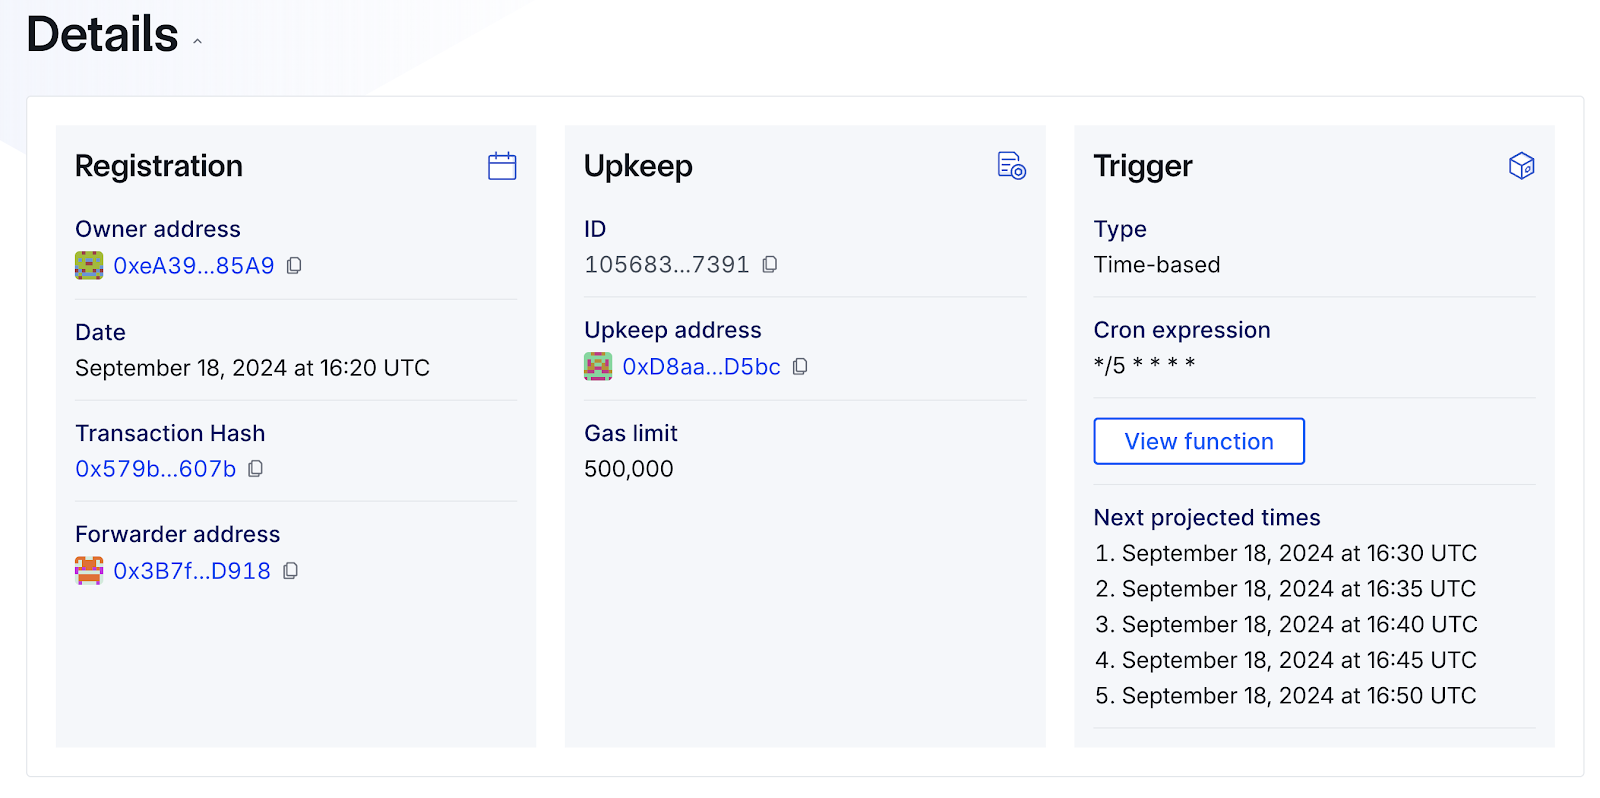 Details
Registration
Owner address
0xeA39...85A9
Date
September 18, 2024 at 16:20 UTC
Transaction Hash
0x579b...607b
Forwarder address
0x3B7f...D918
Upkeep
ID
105683...7391
Upkeep address
0xD8aa...D5bc
Gas limit
500,000
Trigger
Type
Time-based
Cron expression
*/5 * * * *
View function
Next projected times
1. September 18, 2024 at 16:30 UTC
2. September 18, 2024 at 16:35 UTC
3. September 18, 2024 at 16:40 UTC
4. September 18, 2024 at 16:45 UTC
5. September 18, 2024 at 16:50 UTC